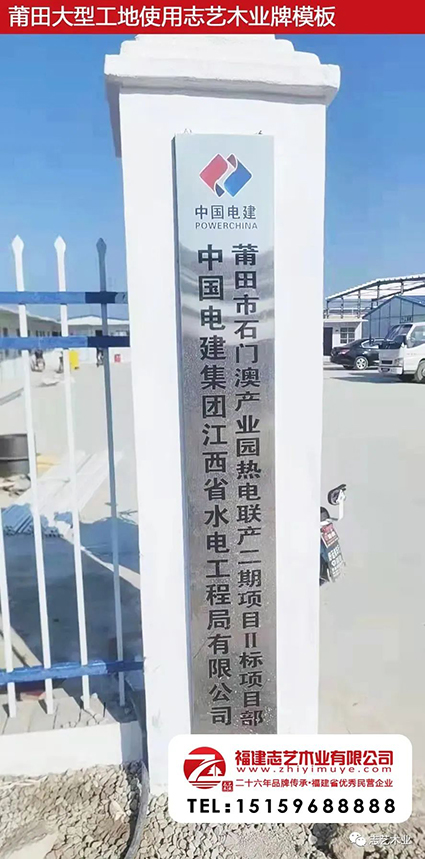 莆田大型工地使用志艺木业牌模板
中国电建
POWERCHINA
中国电建集团江西省水电工程局有限公司
莆田市石门澳产业园热电联产二期项目II标项目部
福建志艺木业有限公司
www.zhiyimuye.com
二十六年品牌传承·福建省优秀民营企业
TEL:15159688888
志艺木业